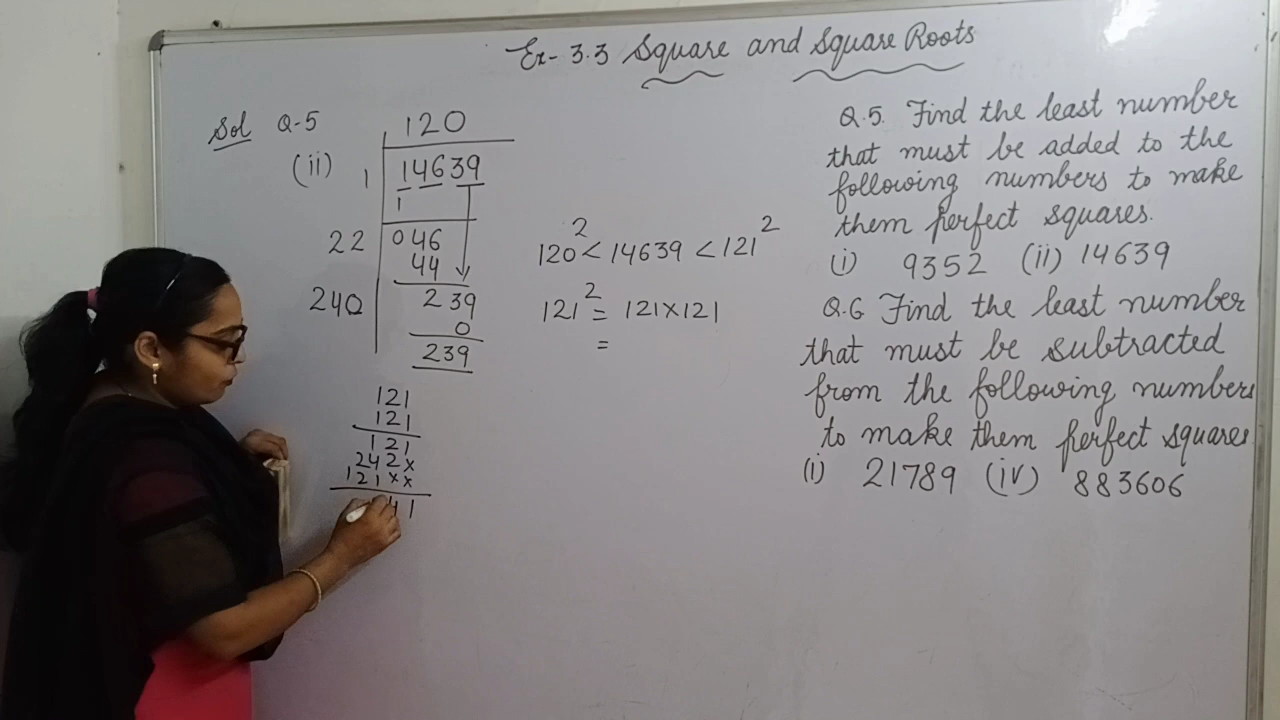 Ex- 3.3 Square and Square Roots
Sol Q-5
(ii)
120
1 14639
1
22 046
44
240 239
0
239
120² < 14639 < 121²
121² = 121×121
=
121
121
121
242×
121××
41
Q.5. Find the least number
that must be added to the
following numbers to make
them perfect squares.
(i) 9352 (ii) 14639
Q.6 Find the least number
that must be subtracted
from the following numbers
to make them perfect squares
(i) 21789 (iv) 883606